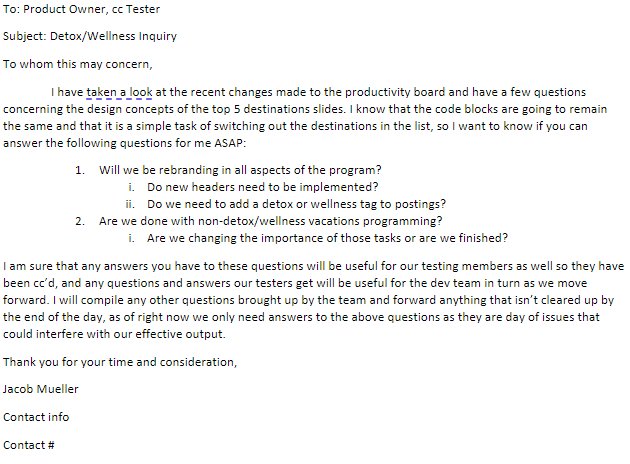 To: Product Owner, cc Tester
Subject: Detox/Wellness Inquiry
To whom this may concern,
I have taken a look at the recent changes made to the productivity board and have a few questions
concerning the design concepts of the top 5 destinations slides. I know that the code blocks are going to remain
the same and that it is a simple task of switching out the destinations in the list, so I want to know if you can
answer the following questions for me ASAP:
1. Will we be rebranding in all aspects of the program?
i. Do new headers need to be implemented?
ii. Do we need to add a detox or wellness tag to postings?
2. Are we done with non-detox/wellness vacations programming?
i. Are we changing the importance of those tasks or are we finished?
I am sure that any answers you have to these questions will be useful for our testing members as well so they have
been cc’d, and any questions and answers our testers get will be useful for the dev team in turn as we move
forward. I will compile any other questions brought up by the team and forward anything that isn’t cleared up by
the end of the day, as of right now we only need answers to the above questions as they are day of issues that
could interfere with our effective output.
Thank you for your time and consideration,
Jacob Mueller
Contact info
Contact #